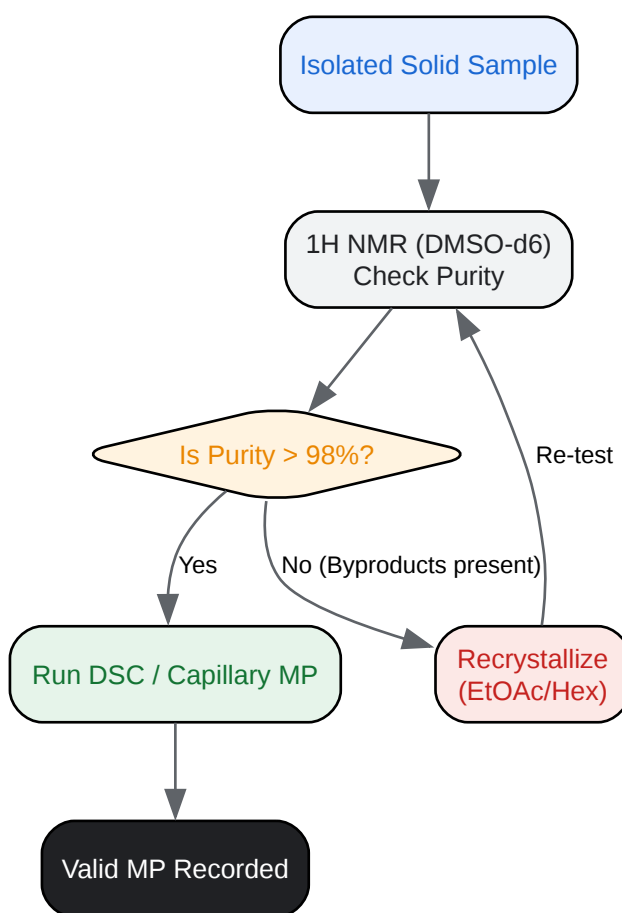 Isolated Solid Sample
1H NMR (DMSO-d6)
Check Purity
Is Purity > 98%?
Re-test
Yes
No (Byproducts present)
Run DSC / Capillary MP
Recrystallize
(EtOAc/Hex)
Valid MP Recorded